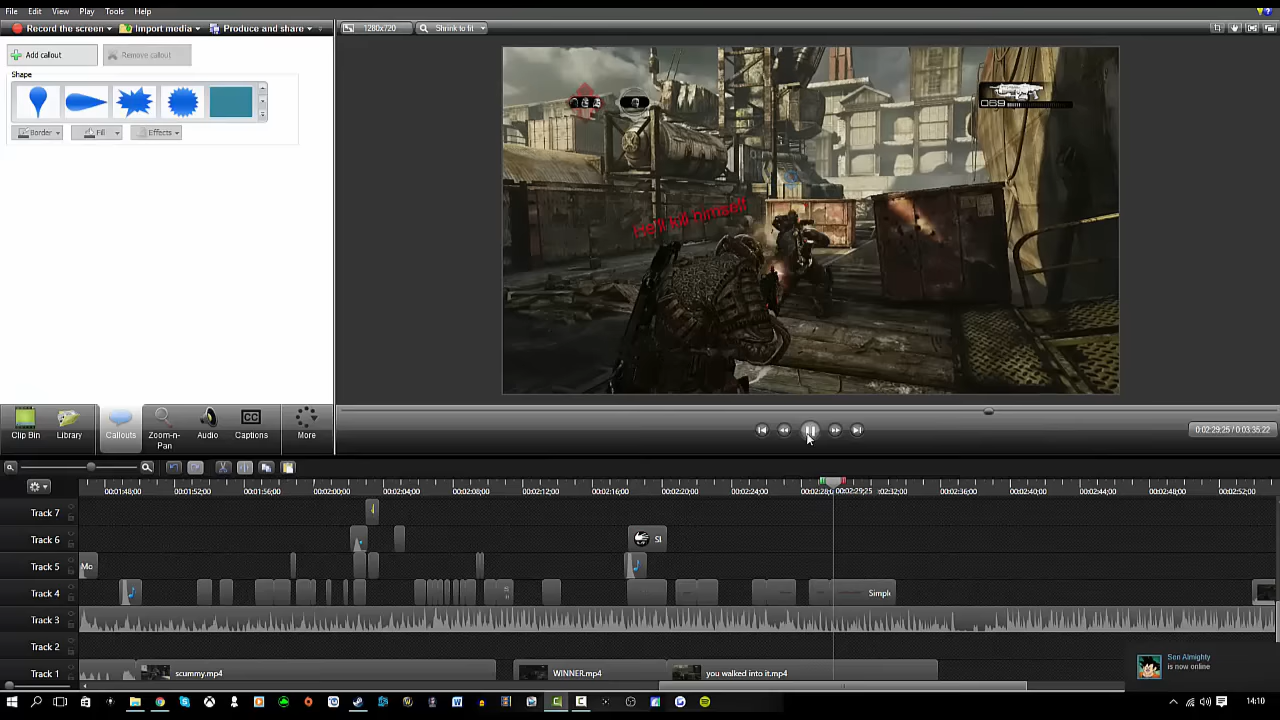 File Edit View Play Tools Help
Record the screen Import media Produce and share
1280x720 Shrink to fit
Add callout Remove callout
Shape
Border Fill Effects
069
He'll kill himself
Clip Bin Library Callouts Zoom-n-Pan Audio Captions More
0:02:29;25 / 0:03:35;22
00:01:48;00 00:01:52;00 00:01:56;00 00:02:00;00 00:02:04;00 00:02:08;00 00:02:12;00 00:02:16;00 00:02:20;00 00:02:24;00 00:02:29;25 00:02:36;00 00:02:40;00 00:02:44;00 00:02:48;00 00:02:52;00
Track 7
Track 6 Sl
Track 5 Mc
Track 4 Simple
Track 3
Track 2
Track 1 scummy.mp4 WINNER.mp4 you walked into it.mp4
Son Almighty
is now online
14:10